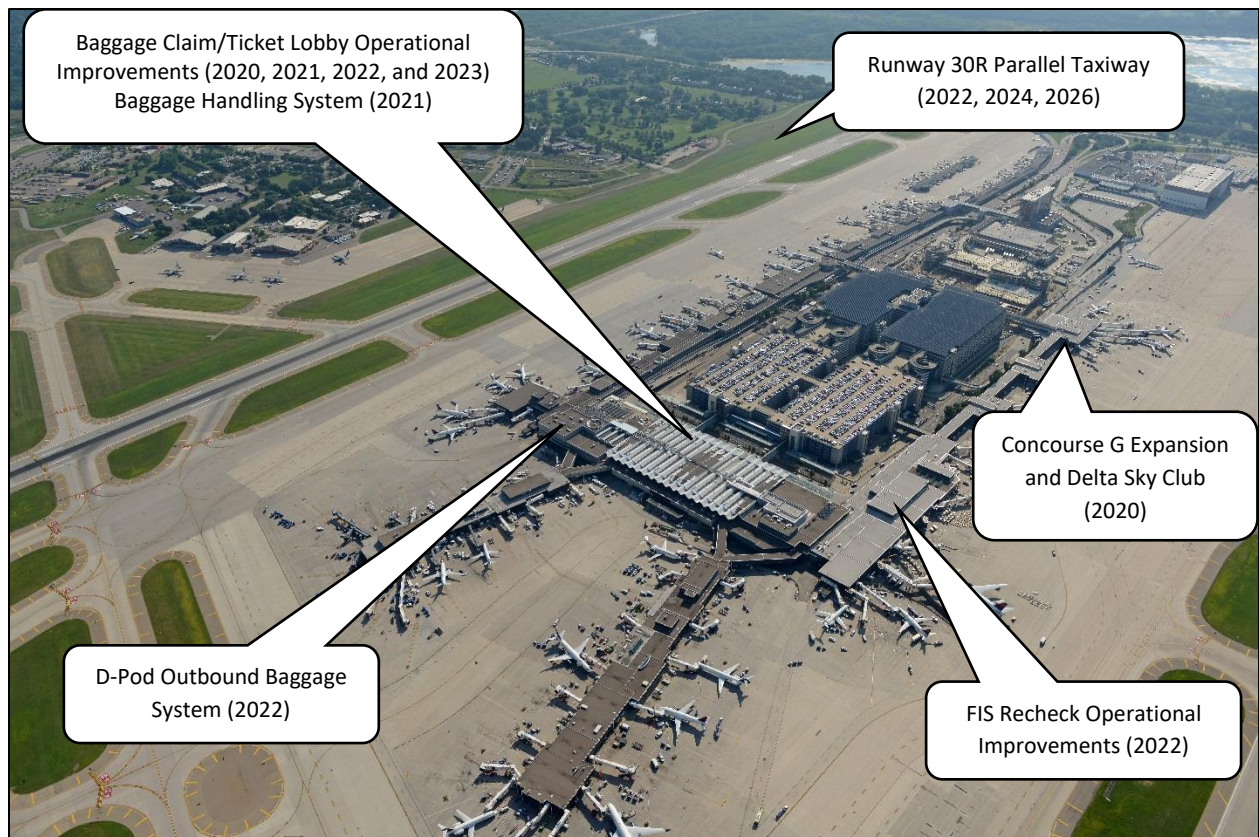 Baggage Claim/Ticket Lobby Operational
Improvements (2020, 2021, 2022, and 2023)
Baggage Handling System (2021)
Runway 30R Parallel Taxiway
(2022, 2024, 2026)
Concourse G Expansion
and Delta Sky Club
(2020)
D-Pod Outbound Baggage
System (2022)
FIS Recheck Operational
Improvements (2022)